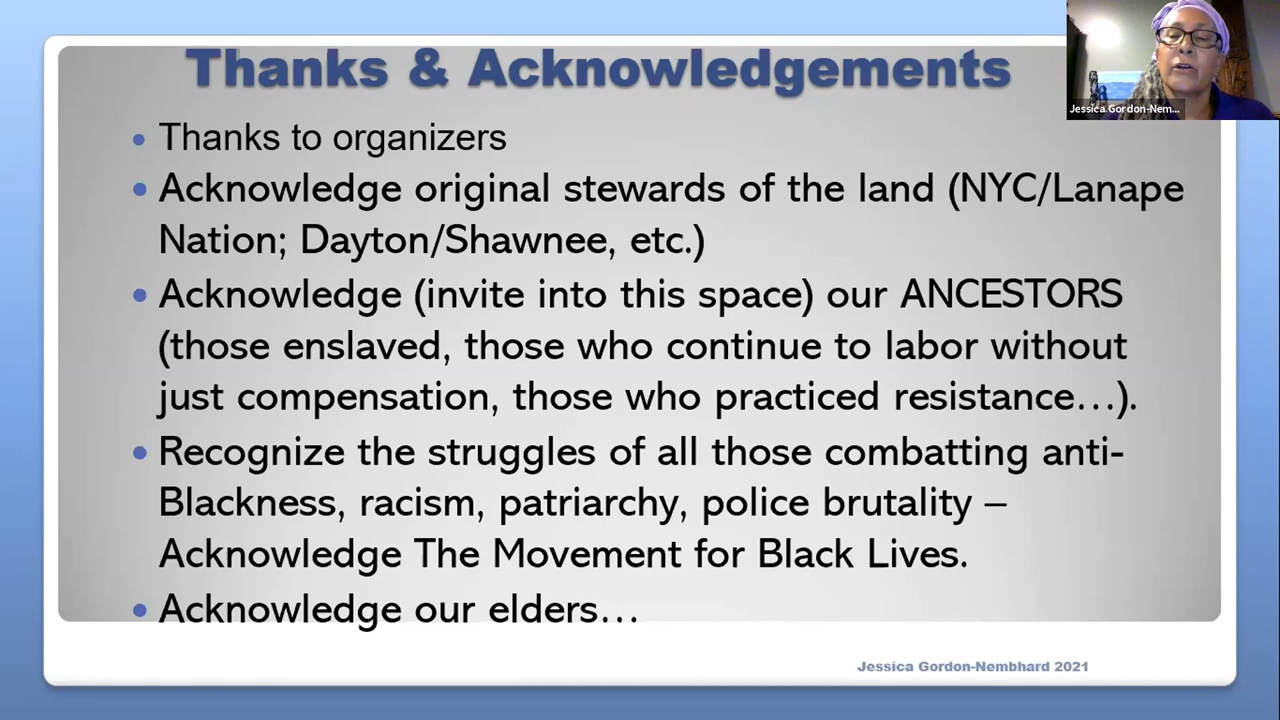 Thanks & Acknowledgements
Jessica Gordon-Nem...
• Thanks to organizers
• Acknowledge original stewards of the land (NYC/Lanape
Nation; Dayton/Shawnee, etc.)
• Acknowledge (invite into this space) our ANCESTORS
(those enslaved, those who continue to labor without
just compensation, those who practiced resistance…).
• Recognize the struggles of all those combatting anti-
Blackness, racism, patriarchy, police brutality –
Acknowledge The Movement for Black Lives.
• Acknowledge our elders…
Jessica Gordon-Nembhard 2021